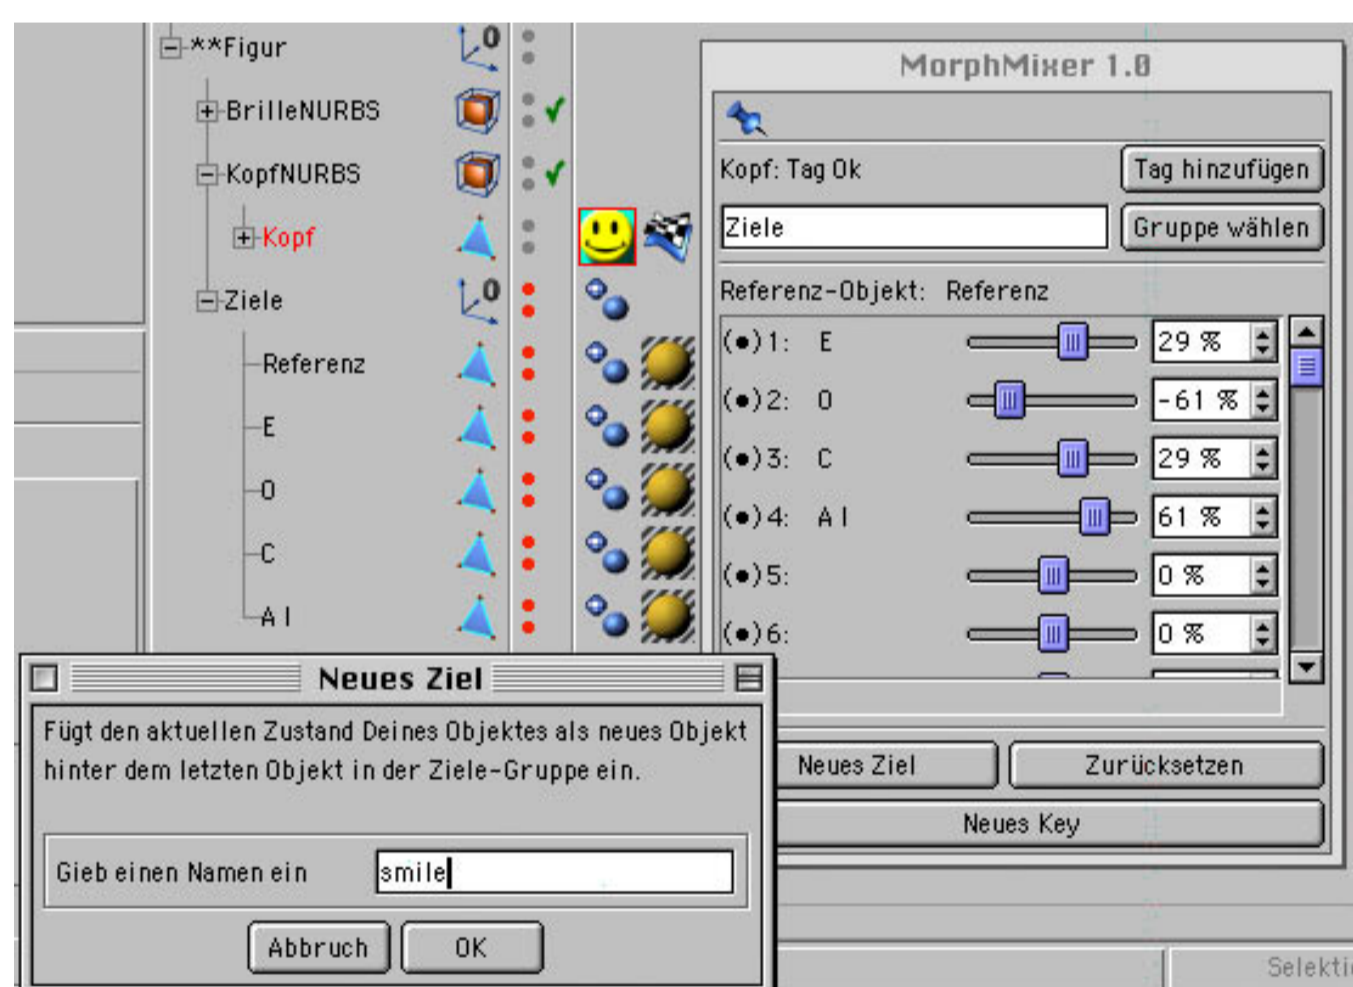 **Figur
BrilleNURBS
KopfNURBS
Kopf
Ziele
Referenz
E
O
C
A I
MorphMixer 1.0
Kopf: Tag Ok
Tag hinzufügen
Ziele
Gruppe wählen
Referenz-Objekt: Referenz
(•)1: E 29 %
(•)2: O -61 %
(•)3: C 29 %
(•)4: A I 61 %
(•)5: 0 %
(•)6: 0 %
Neues Ziel
Zurücksetzen
Neues Key
Neues Ziel
Fügt den aktuellen Zustand Deines Objektes als neues Objekt
hinter dem letzten Objekt in der Ziele-Gruppe ein.
Gieb einen Namen ein
smile
Abbruch
OK
Selekti